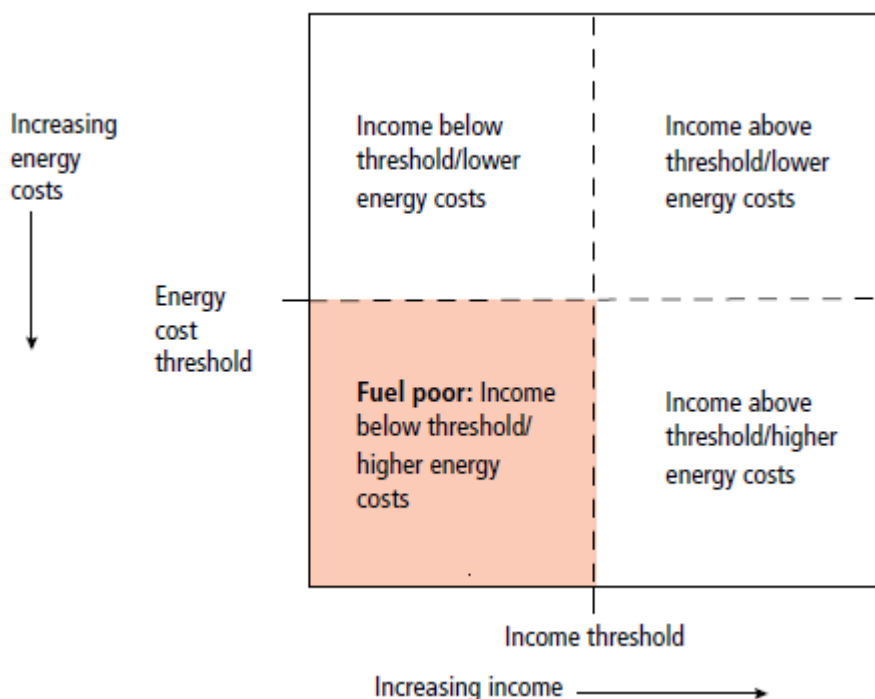 Increasing
energy
costs
Income below
threshold/lower
energy costs
Income above
threshold/lower
energy costs
Energy
cost
threshold
Fuel poor: Income
below threshold/
higher energy
costs
Income above
threshold/higher
energy costs
Income threshold
Increasing income